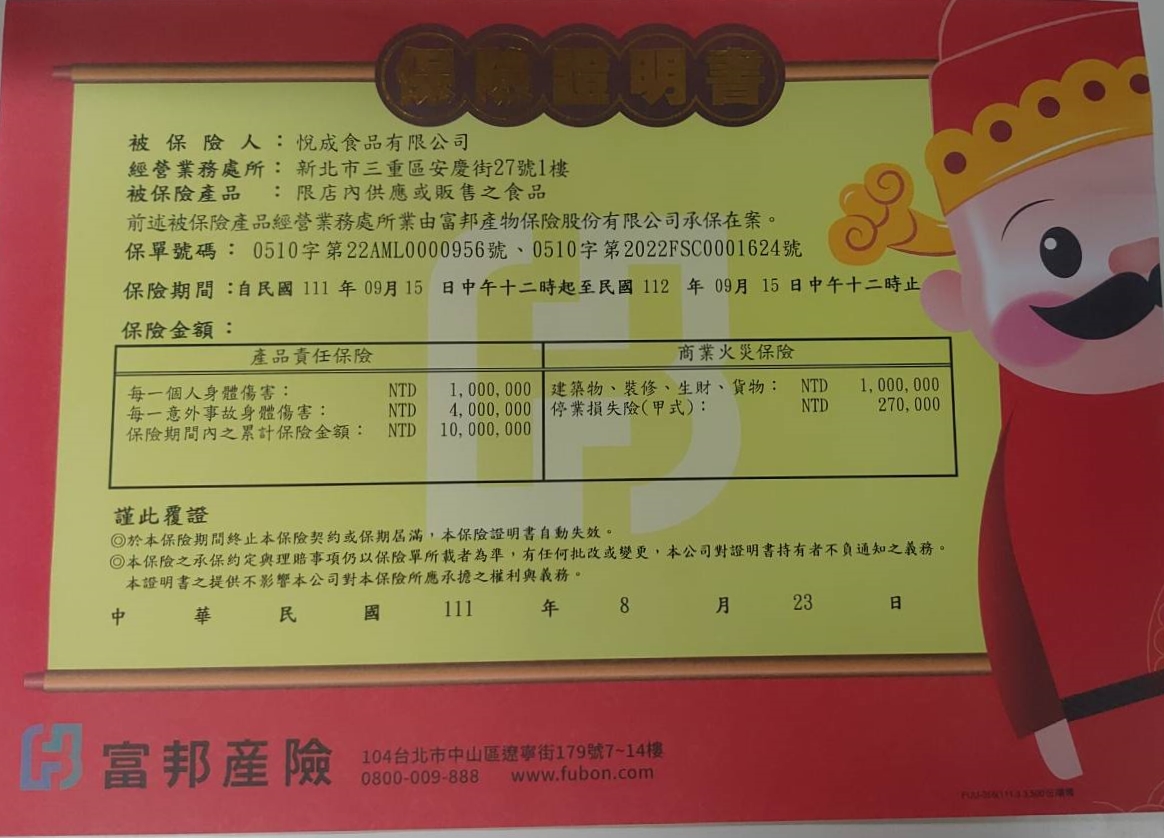 保險證明書
被保險人：悅成食品有限公司
經營業務處所：新北市三重區安慶街27號1樓
被保險產品：限店內供應或販售之食品
前述被保險產品經營業務處所業由富邦產物保險股份有限公司承保在案。
保單號碼：0510字第22AML0000956號、0510字第2022FSC0001624號
保險期間：自民國 111 年 09月15 日中午十二時起至民國 112 年 09月 15 日中午十二時止
保險金額：
產品責任保險 商業火災保險
每一個人身體傷害： NTD 1,000,000 建築物、裝修、生財、貨物： NTD 1,000,000
每一意外事故身體傷害： NTD 4,000,000 停業損失險(甲式)： NTD 270,000
保險期間內之累計保險金額： NTD 10,000,000
謹此覆證
◎於本保險期間終止本保險契約或保期屆滿，本保險證明書自動失效。
◎本保險之承保約定與理賠事項仍以保險單所載者為準，有任何批改或變更，本公司對證明書持有者不負通知之義務。
本證明書之提供不影響本公司對本保險所應承擔之權利與義務。
中華民國 111 年 8 月 23 日
富邦產險
104台北市中山區遼寧街179號7~14樓
0800-009-888 www.fubon.com